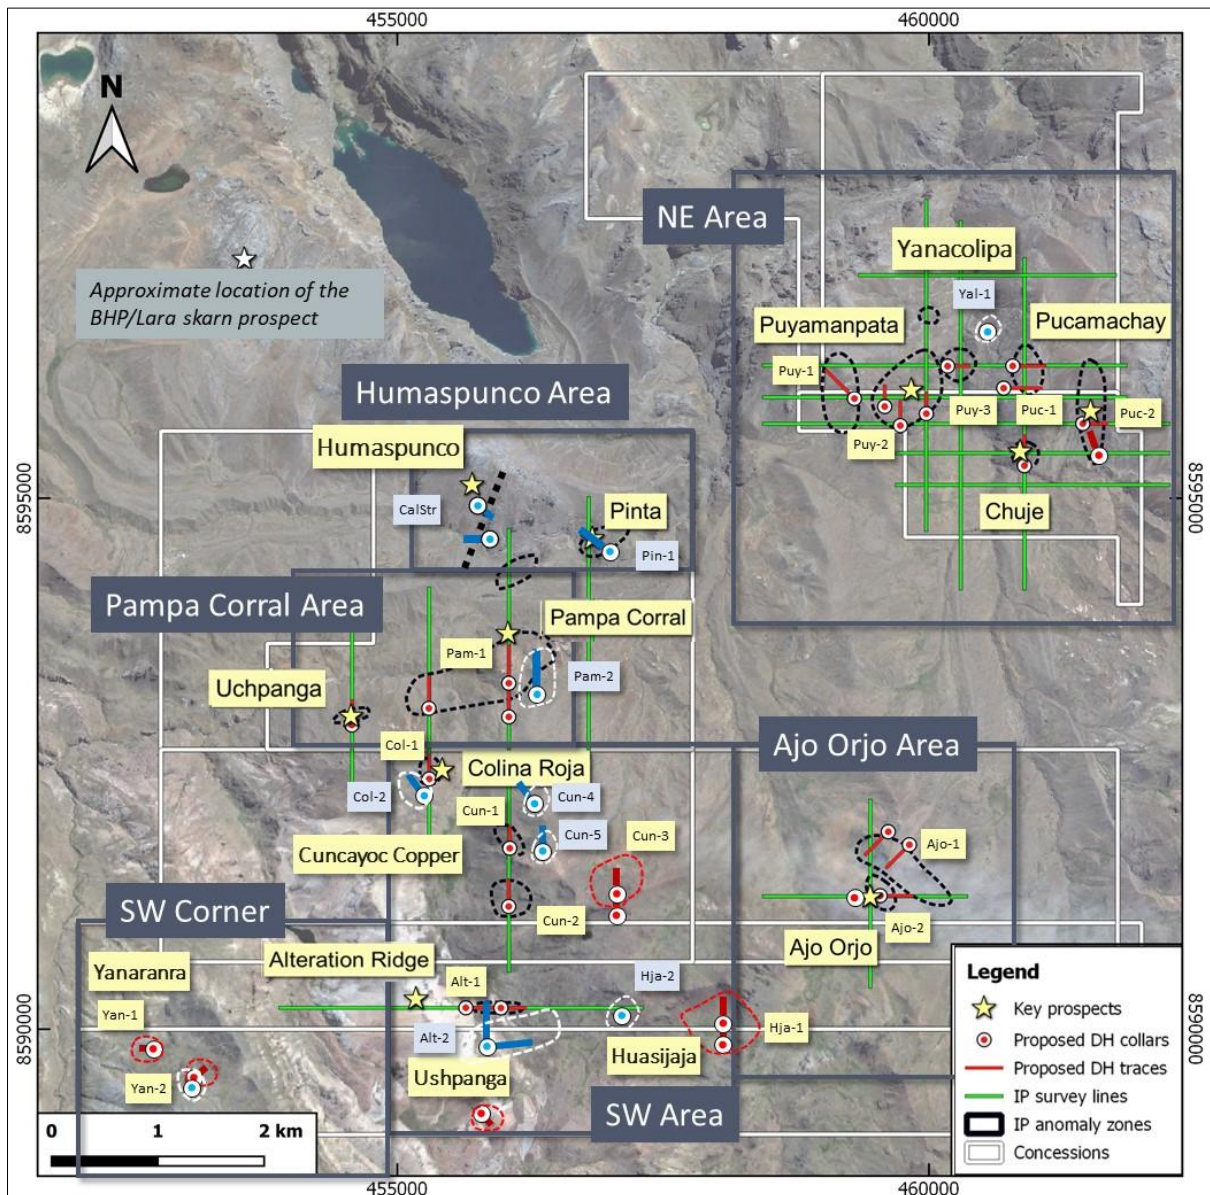 455000
460000
N
NE Area
Yanacolipa
Yal-1
Approximate location of the
BHP/Lara skarn prospect
Puyamanpata
Pucamachay
Puy-1
Puy-3
Puc-1
Puc-2
Puy-2
Chuje
Humaspunco Area
Humaspunco
8595000
8595000
CalStr
Pinta
Pin-1
Pampa Corral Area
Pampa Corral
Pam-1
Pam-2
Uchpanga
Col-1
Colina Roja
Ajo Orjo Area
Col-2
Cun-1
Cun-4
Cun-5
Cun-3
Ajo-1
Cuncayoc Copper
SW Corner
Cun-2
Ajo-2
Ajo Orjo
Yanaranra
Alteration Ridge
Alt-1
Hja-2
Yan-1
Alt-2
Hja-1
Huasijaja
Yan-2
Ushpanga
SW Area
8590000
8590000
Legend
Key prospects
Proposed DH collars
Proposed DH traces
IP survey lines
IP anomaly zones
Concessions
0 1 2 km
455000
460000